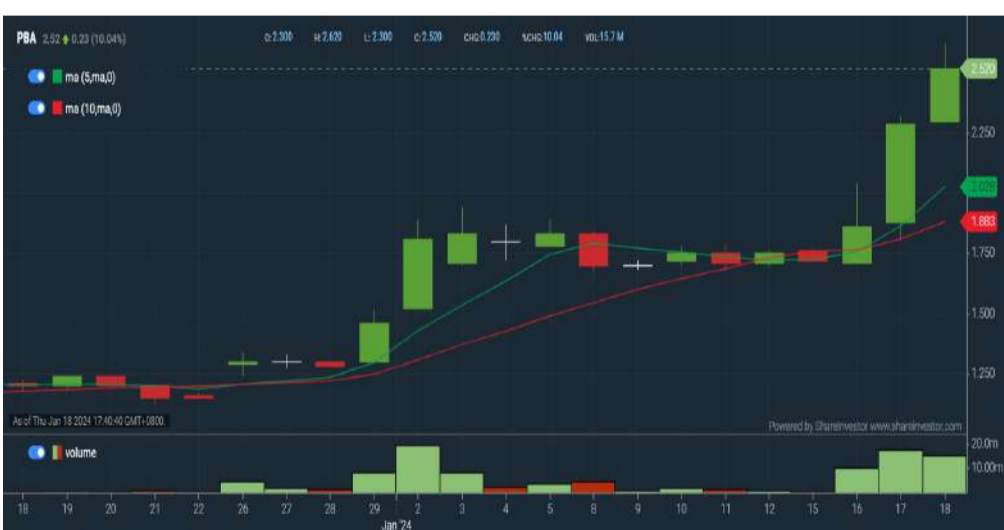 PBA 2.52 0.23 (10.04%) O:2.300 H:2.620 L:2.300 C:2.520 CHG:0.230 %CHG:10.04 VOL:15.7 M
ma (5,ma,0)
ma (10,ma,0)
2.520
2.250
2.028
1.883
1.750
1.500
1.250
As of Thu Jan 18 2024 17:40:40 GMT+0800.
Powered by ShareInvestor www.shareinvestor.com
volume
20.0m
10.00m
18 19 20 21 22 26 27 28 29 2 3 4 5 8 9 10 11 12 15 16 17 18
Jan '24